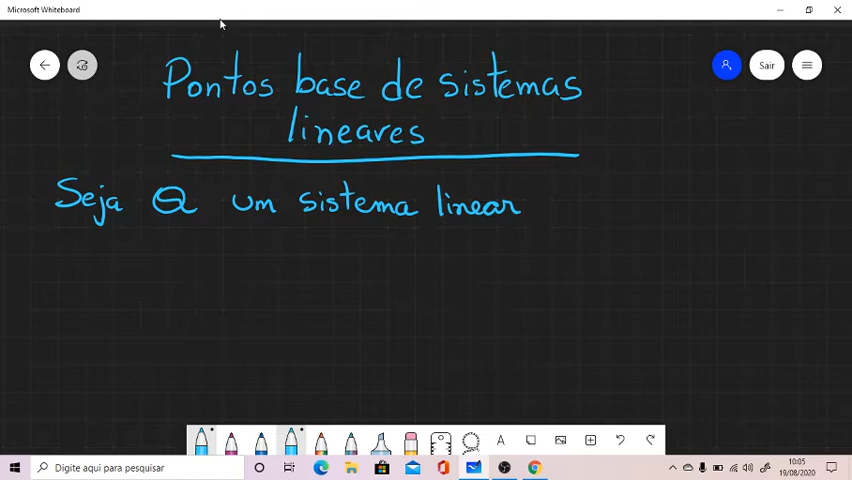 Microsoft Whiteboard
Sair
Pontos base de sistemas
lineares
Seja Q um sistema linear
A
Digite aqui para pesquisar
10:05
19/08/2020